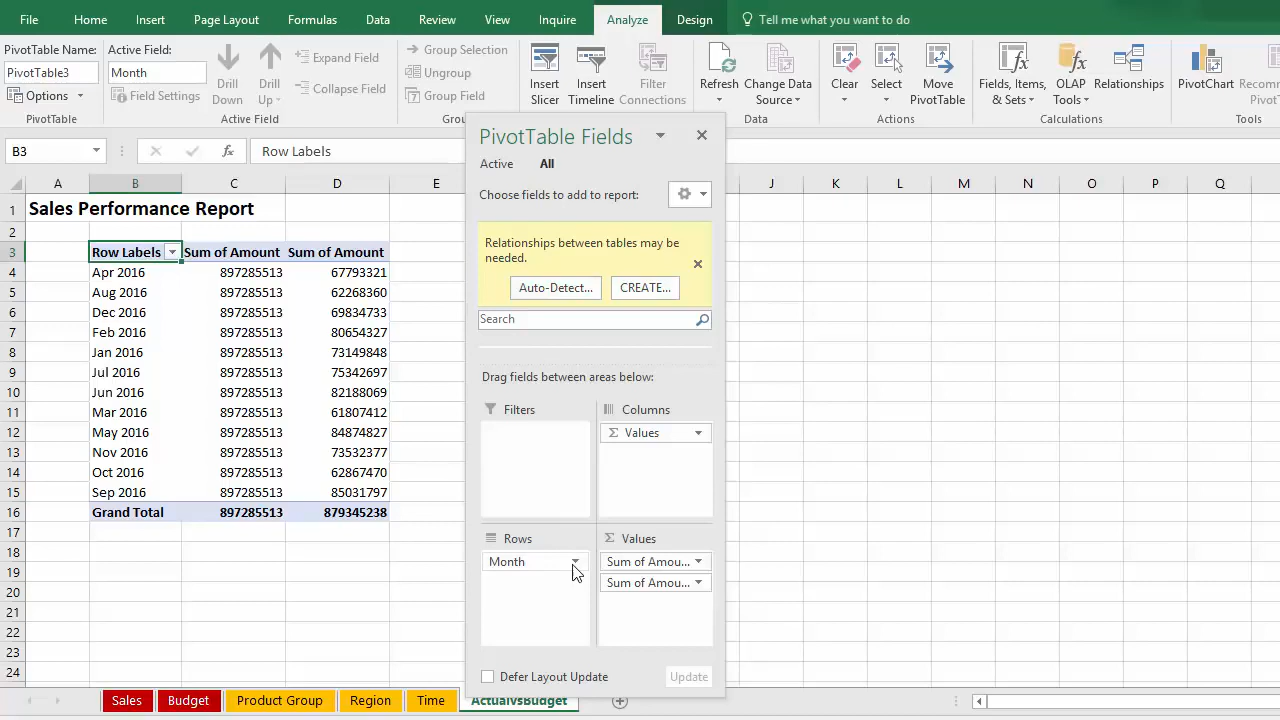 File Home Insert Page Layout Formulas Data Review View Inquire Analyze Design Tell me what you want to do
PivotTable Name:
PivotTable3
Options
PivotTable
Active Field:
Month
Field Settings
Drill Down
Drill Up
Expand Field
Collapse Field
Active Field
Group Selection
Ungroup
Group Field
Insert Slicer
Insert Timeline
Filter Connections
Refresh
Change Data Source
Data
Clear
Select
Move PivotTable
Actions
Fields, Items, & Sets
OLAP Tools
Relationships
Calculations
PivotChart
Tools
B3
fx
Row Labels
A B C D E J K L M N O P Q
1 Sales Performance Report
2
3 Row Labels Sum of Amount Sum of Amount
4 Apr 2016 897285513 67793321
5 Aug 2016 897285513 62268360
6 Dec 2016 897285513 69834733
7 Feb 2016 897285513 80654327
8 Jan 2016 897285513 73149848
9 Jul 2016 897285513 75342697
10 Jun 2016 897285513 82188069
11 Mar 2016 897285513 61807412
12 May 2016 897285513 84874827
13 Nov 2016 897285513 73532377
14 Oct 2016 897285513 62867470
15 Sep 2016 897285513 85031797
16 Grand Total 897285513 879345238
17
18
19
20
21
22
23
24
PivotTable Fields
Active All
Choose fields to add to report:
Relationships between tables may be
needed.
Auto-Detect... CREATE...
Search
Drag fields between areas below:
Filters Columns
Σ Values
Rows Σ Values
Month Sum of Amou...
Sum of Amou...
Defer Layout Update Update
Sales Budget Product Group Region Time ActualvsBudget